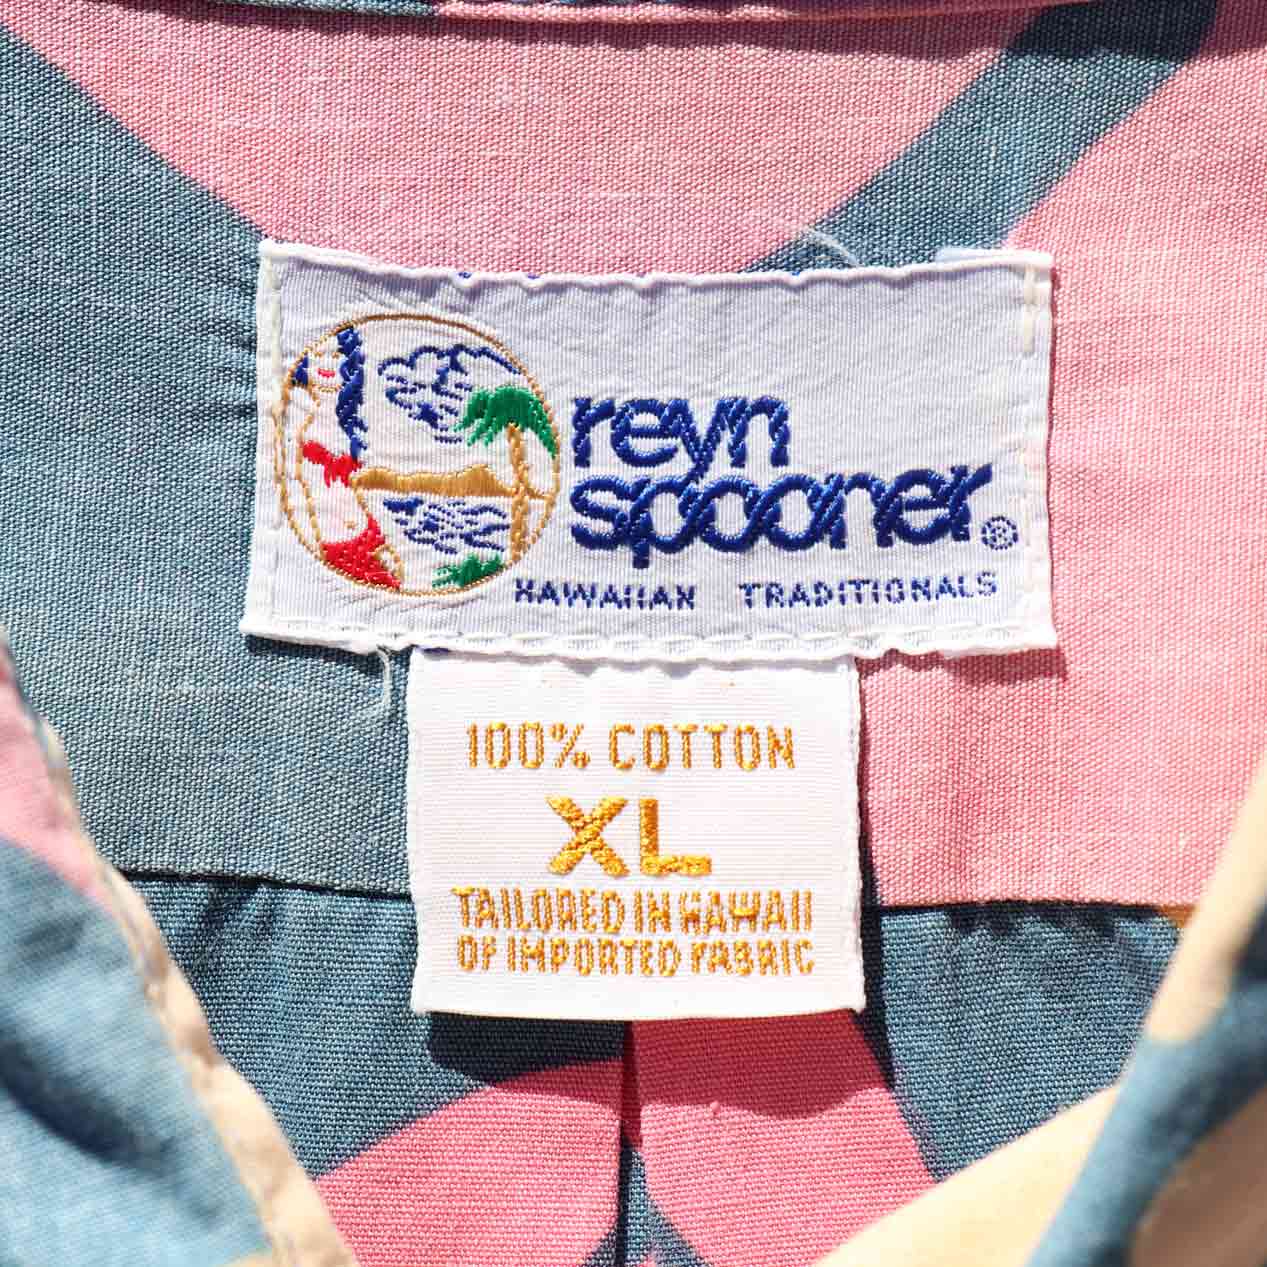 reyn
spooner®
HAWAIIAN TRADITIONALS
100% COTTON
XL
TAILORED IN HAWAII
OF IMPORTED FABRIC